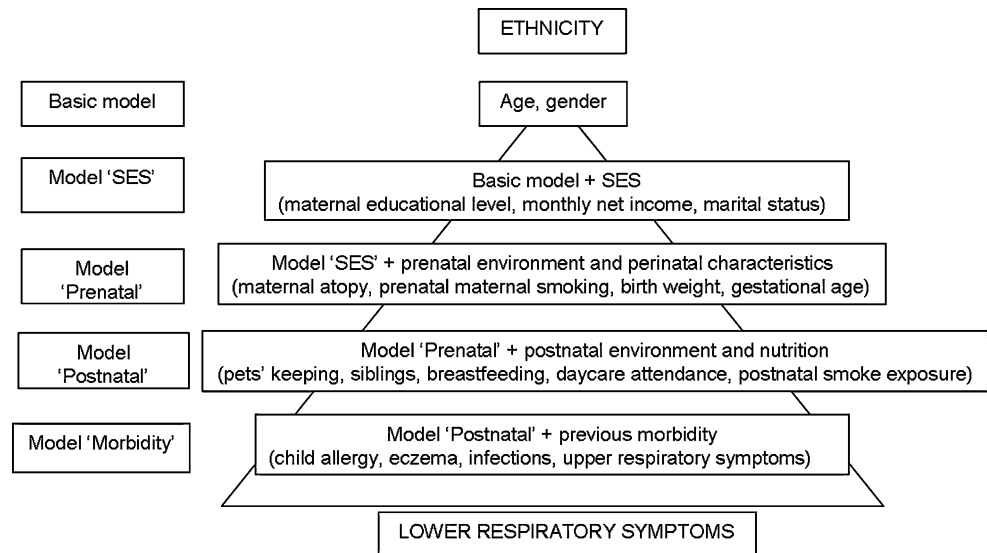 ETHNICITY
Basic model
Age, gender
Model ‘SES’
Basic model + SES
(maternal educational level, monthly net income, marital status)
Model
‘Prenatal’
Model ‘SES’ + prenatal environment and perinatal characteristics
(maternal atopy, prenatal maternal smoking, birth weight, gestational age)
Model
‘Postnatal’
Model ‘Prenatal’ + postnatal environment and nutrition
(pets’ keeping, siblings, breastfeeding, daycare attendance, postnatal smoke exposure)
Model ‘Morbidity’
Model ‘Postnatal’ + previous morbidity
(child allergy, eczema, infections, upper respiratory symptoms)
LOWER RESPIRATORY SYMPTOMS